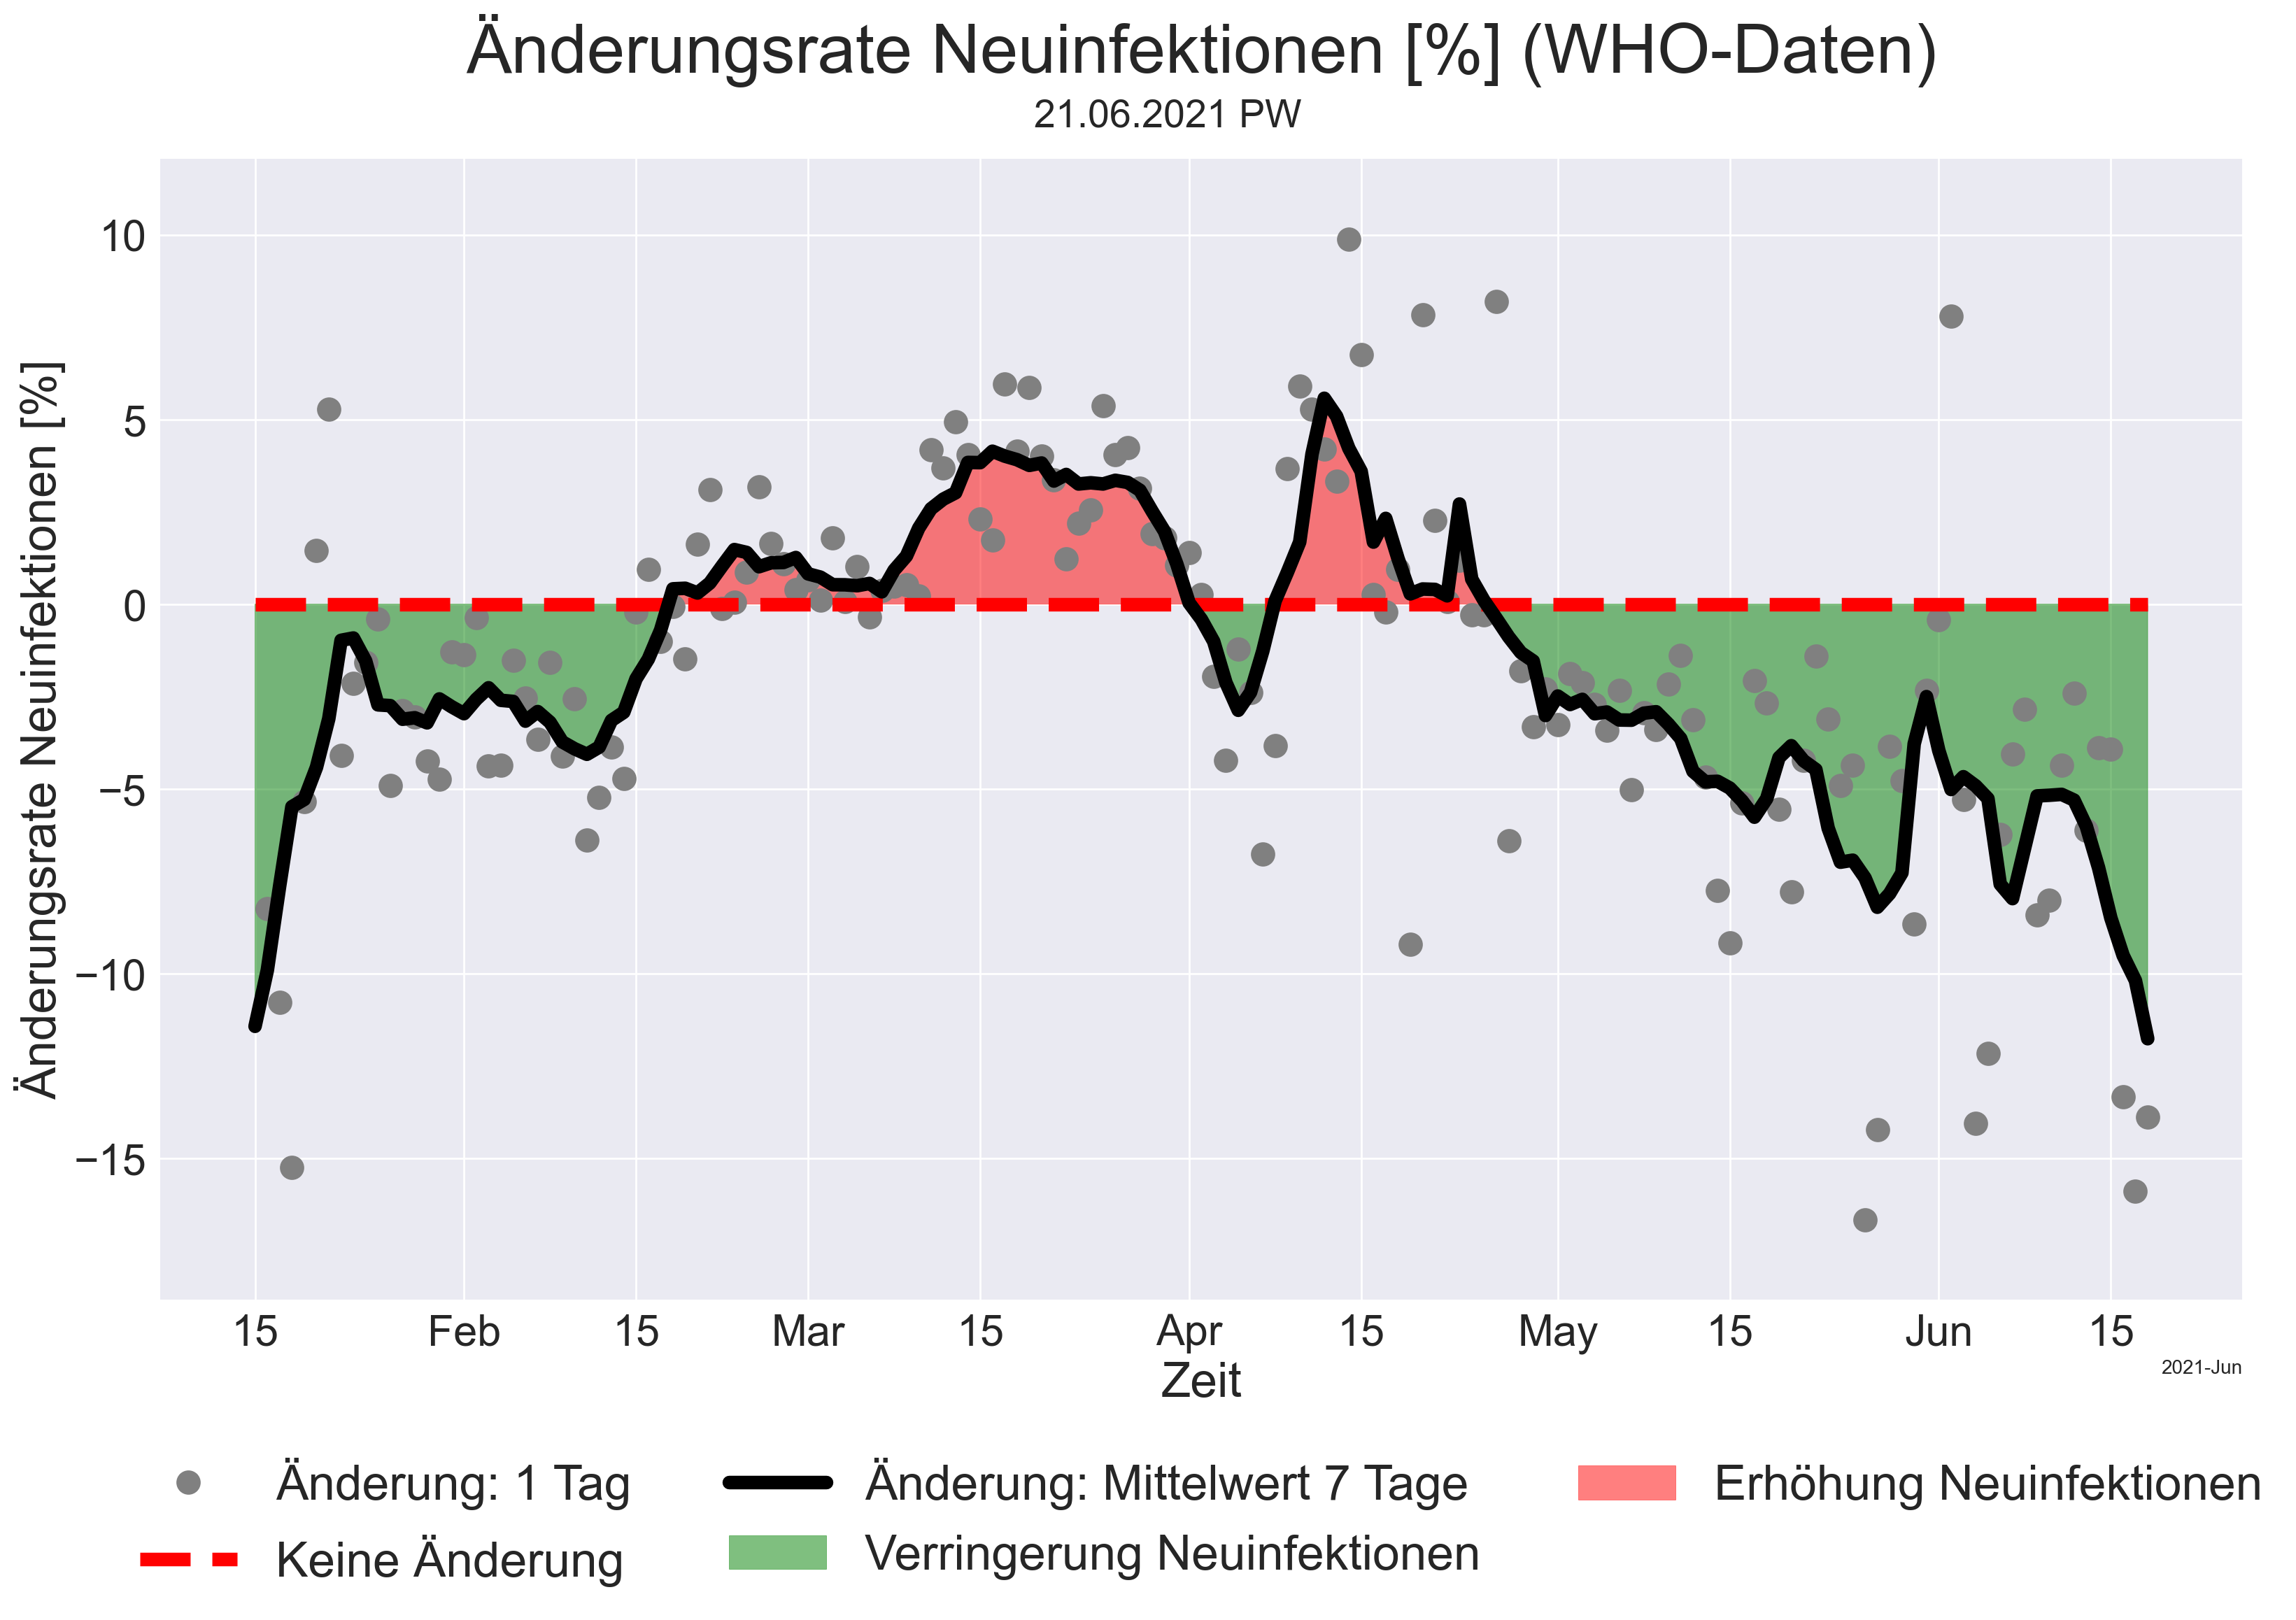 Änderungsrate Neuinfektionen [%] (WHO-Daten)
21.06.2021 PW
Änderungsrate Neuinfektionen [%]
10
5
0
−5
−10
−15
15 Feb 15 Mar 15 Apr 15 May 15 Jun 15
Zeit
2021-Jun
Änderung: 1 Tag
Keine Änderung
Änderung: Mittelwert 7 Tage
Verringerung Neuinfektionen
Erhöhung Neuinfektionen